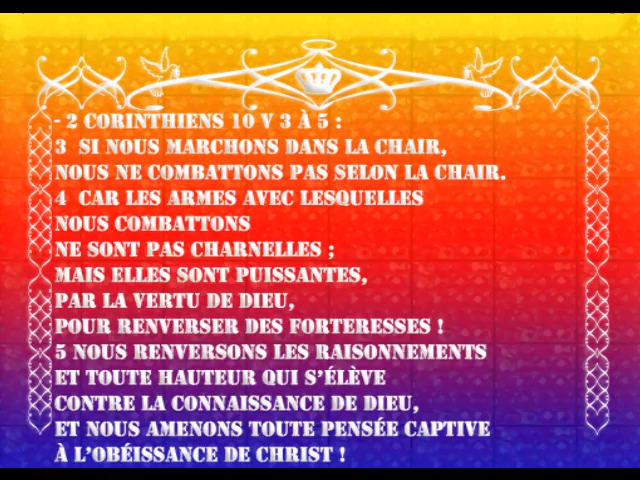 - 2 CORINTHIENS 10 V 3 À 5 :
3 SI NOUS MARCHONS DANS LA CHAIR,
NOUS NE COMBATTONS PAS SELON LA CHAIR.
4 CAR LES ARMES AVEC LESQUELLES
NOUS COMBATTONS
NE SONT PAS CHARNELLES ;
MAIS ELLES SONT PUISSANTES,
PAR LA VERTU DE DIEU,
POUR RENVERSER DES FORTERESSES !
5 NOUS RENVERSONS LES RAISONNEMENTS
ET TOUTE HAUTEUR QUI S'ÉLÈVE
CONTRE LA CONNAISSANCE DE DIEU,
ET NOUS AMENONS TOUTE PENSÉE CAPTIVE
À L'OBÉISSANCE DE CHRIST !